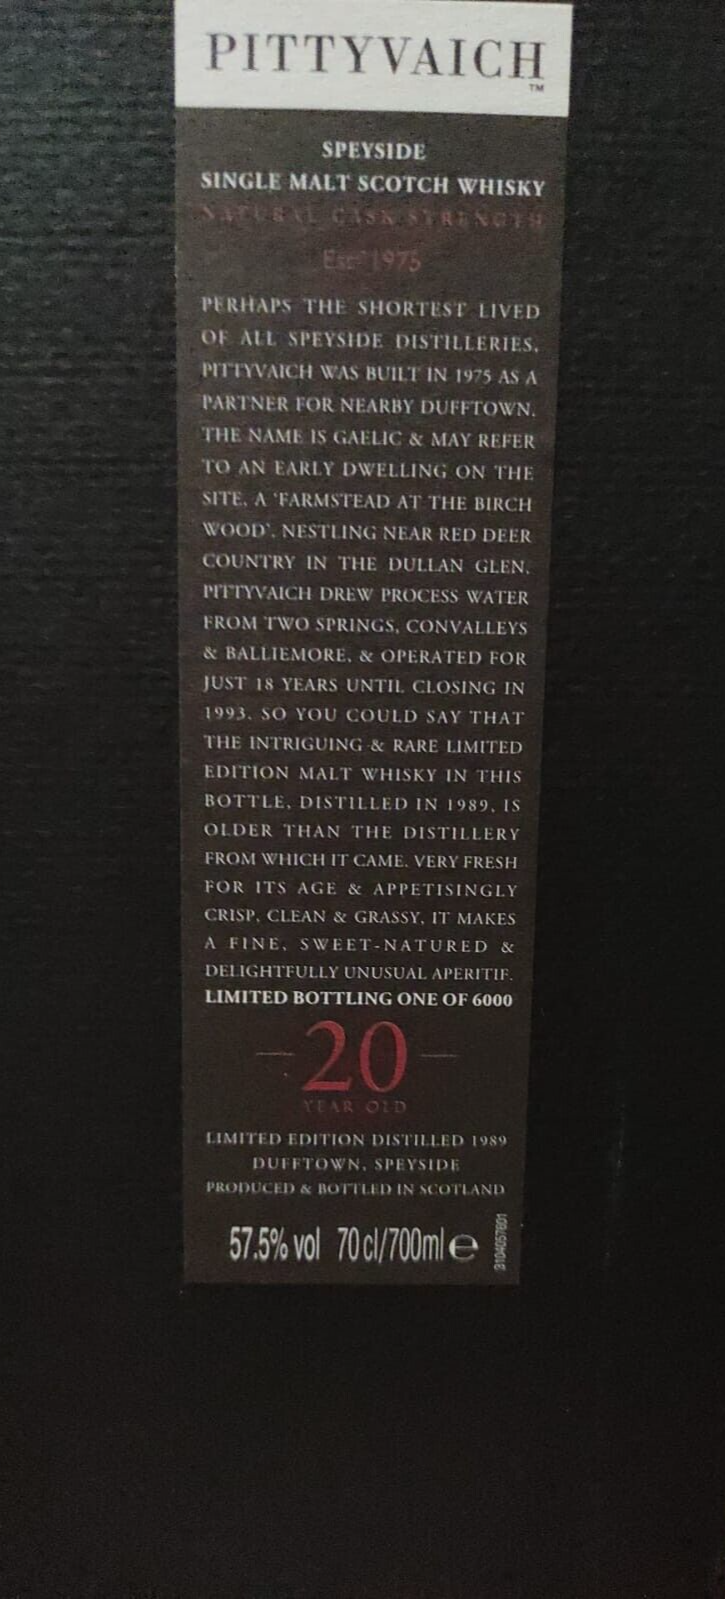 PITTYVAICH
TM
SPEYSIDE
SINGLE MALT SCOTCH WHISKY
NATURAL CASK STRENGTH
Estd 1975
PERHAPS THE SHORTEST LIVED
OF ALL SPEYSIDE DISTILLERIES,
PITTYVAICH WAS BUILT IN 1975 AS A
PARTNER FOR NEARBY DUFFTOWN.
THE NAME IS GAELIC & MAY REFER
TO AN EARLY DWELLING ON THE
SITE, A 'FARMSTEAD AT THE BIRCH
WOOD'. NESTLING NEAR RED DEER
COUNTRY IN THE DULLAN GLEN,
PITTYVAICH DREW PROCESS WATER
FROM TWO SPRINGS, CONVALLEYS
& BALLIEMORE, & OPERATED FOR
JUST 18 YEARS UNTIL CLOSING IN
1993. SO YOU COULD SAY THAT
THE INTRIGUING & RARE LIMITED
EDITION MALT WHISKY IN THIS
BOTTLE, DISTILLED IN 1989, IS
OLDER THAN THE DISTILLERY
FROM WHICH IT CAME. VERY FRESH
FOR ITS AGE & APPETISINGLY
CRISP, CLEAN & GRASSY, IT MAKES
A FINE, SWEET-NATURED &
DELIGHTFULLY UNUSUAL APERITIF.
LIMITED BOTTLING ONE OF 6000
20
YEAR OLD
LIMITED EDITION DISTILLED 1989
DUFFTOWN, SPEYSIDE
PRODUCED & BOTTLED IN SCOTLAND
57.5% vol 70cl/700ml e
3104057601